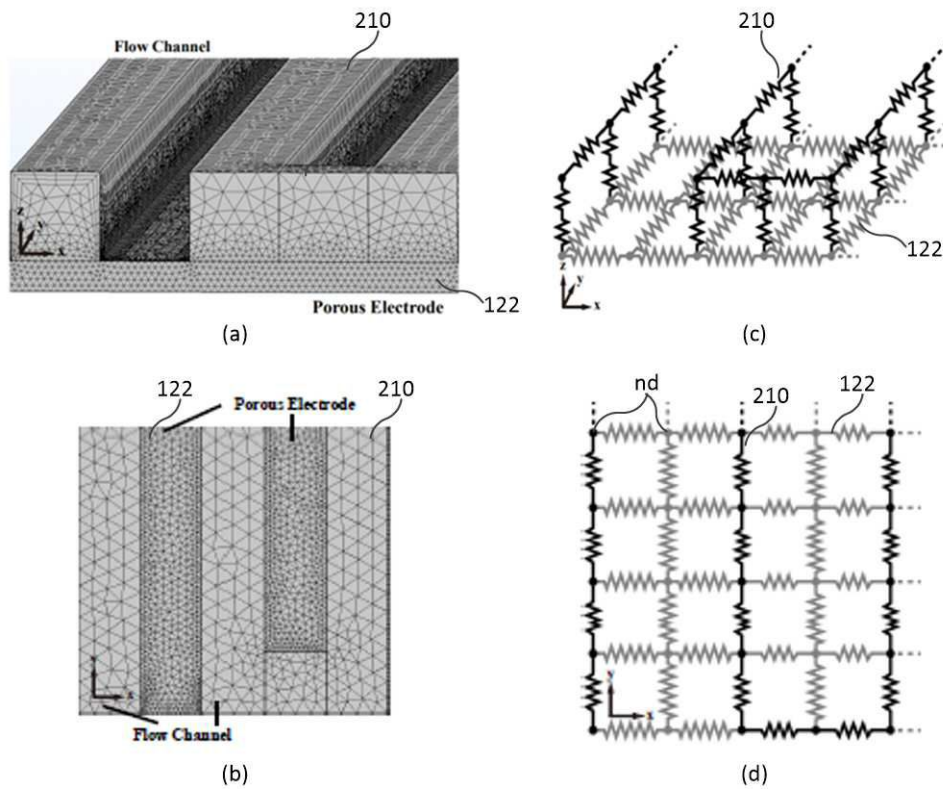 210
Flow Channel
z
y
x
122
Porous Electrode
(a)
210
122
z
y
x
(c)
122
210
Porous Electrode
y
x
Flow Channel
(b)
nd
210
122
y
x
(d)